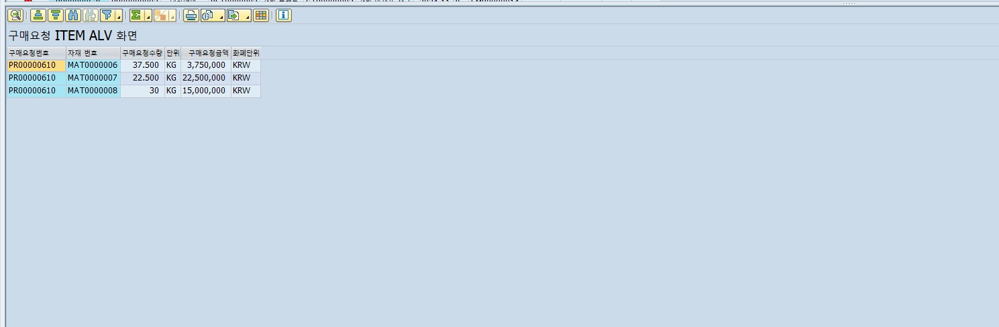 구매요청 ITEM ALV 화면
구매요청번호 자재 번호 구매요청수량 단위 구매요청금액 화폐단위
PR00000610 MAT0000006 37.500 KG 3,750,000 KRW
PR00000610 MAT0000007 22.500 KG 22,500,000 KRW
PR00000610 MAT0000008 30 KG 15,000,000 KRW